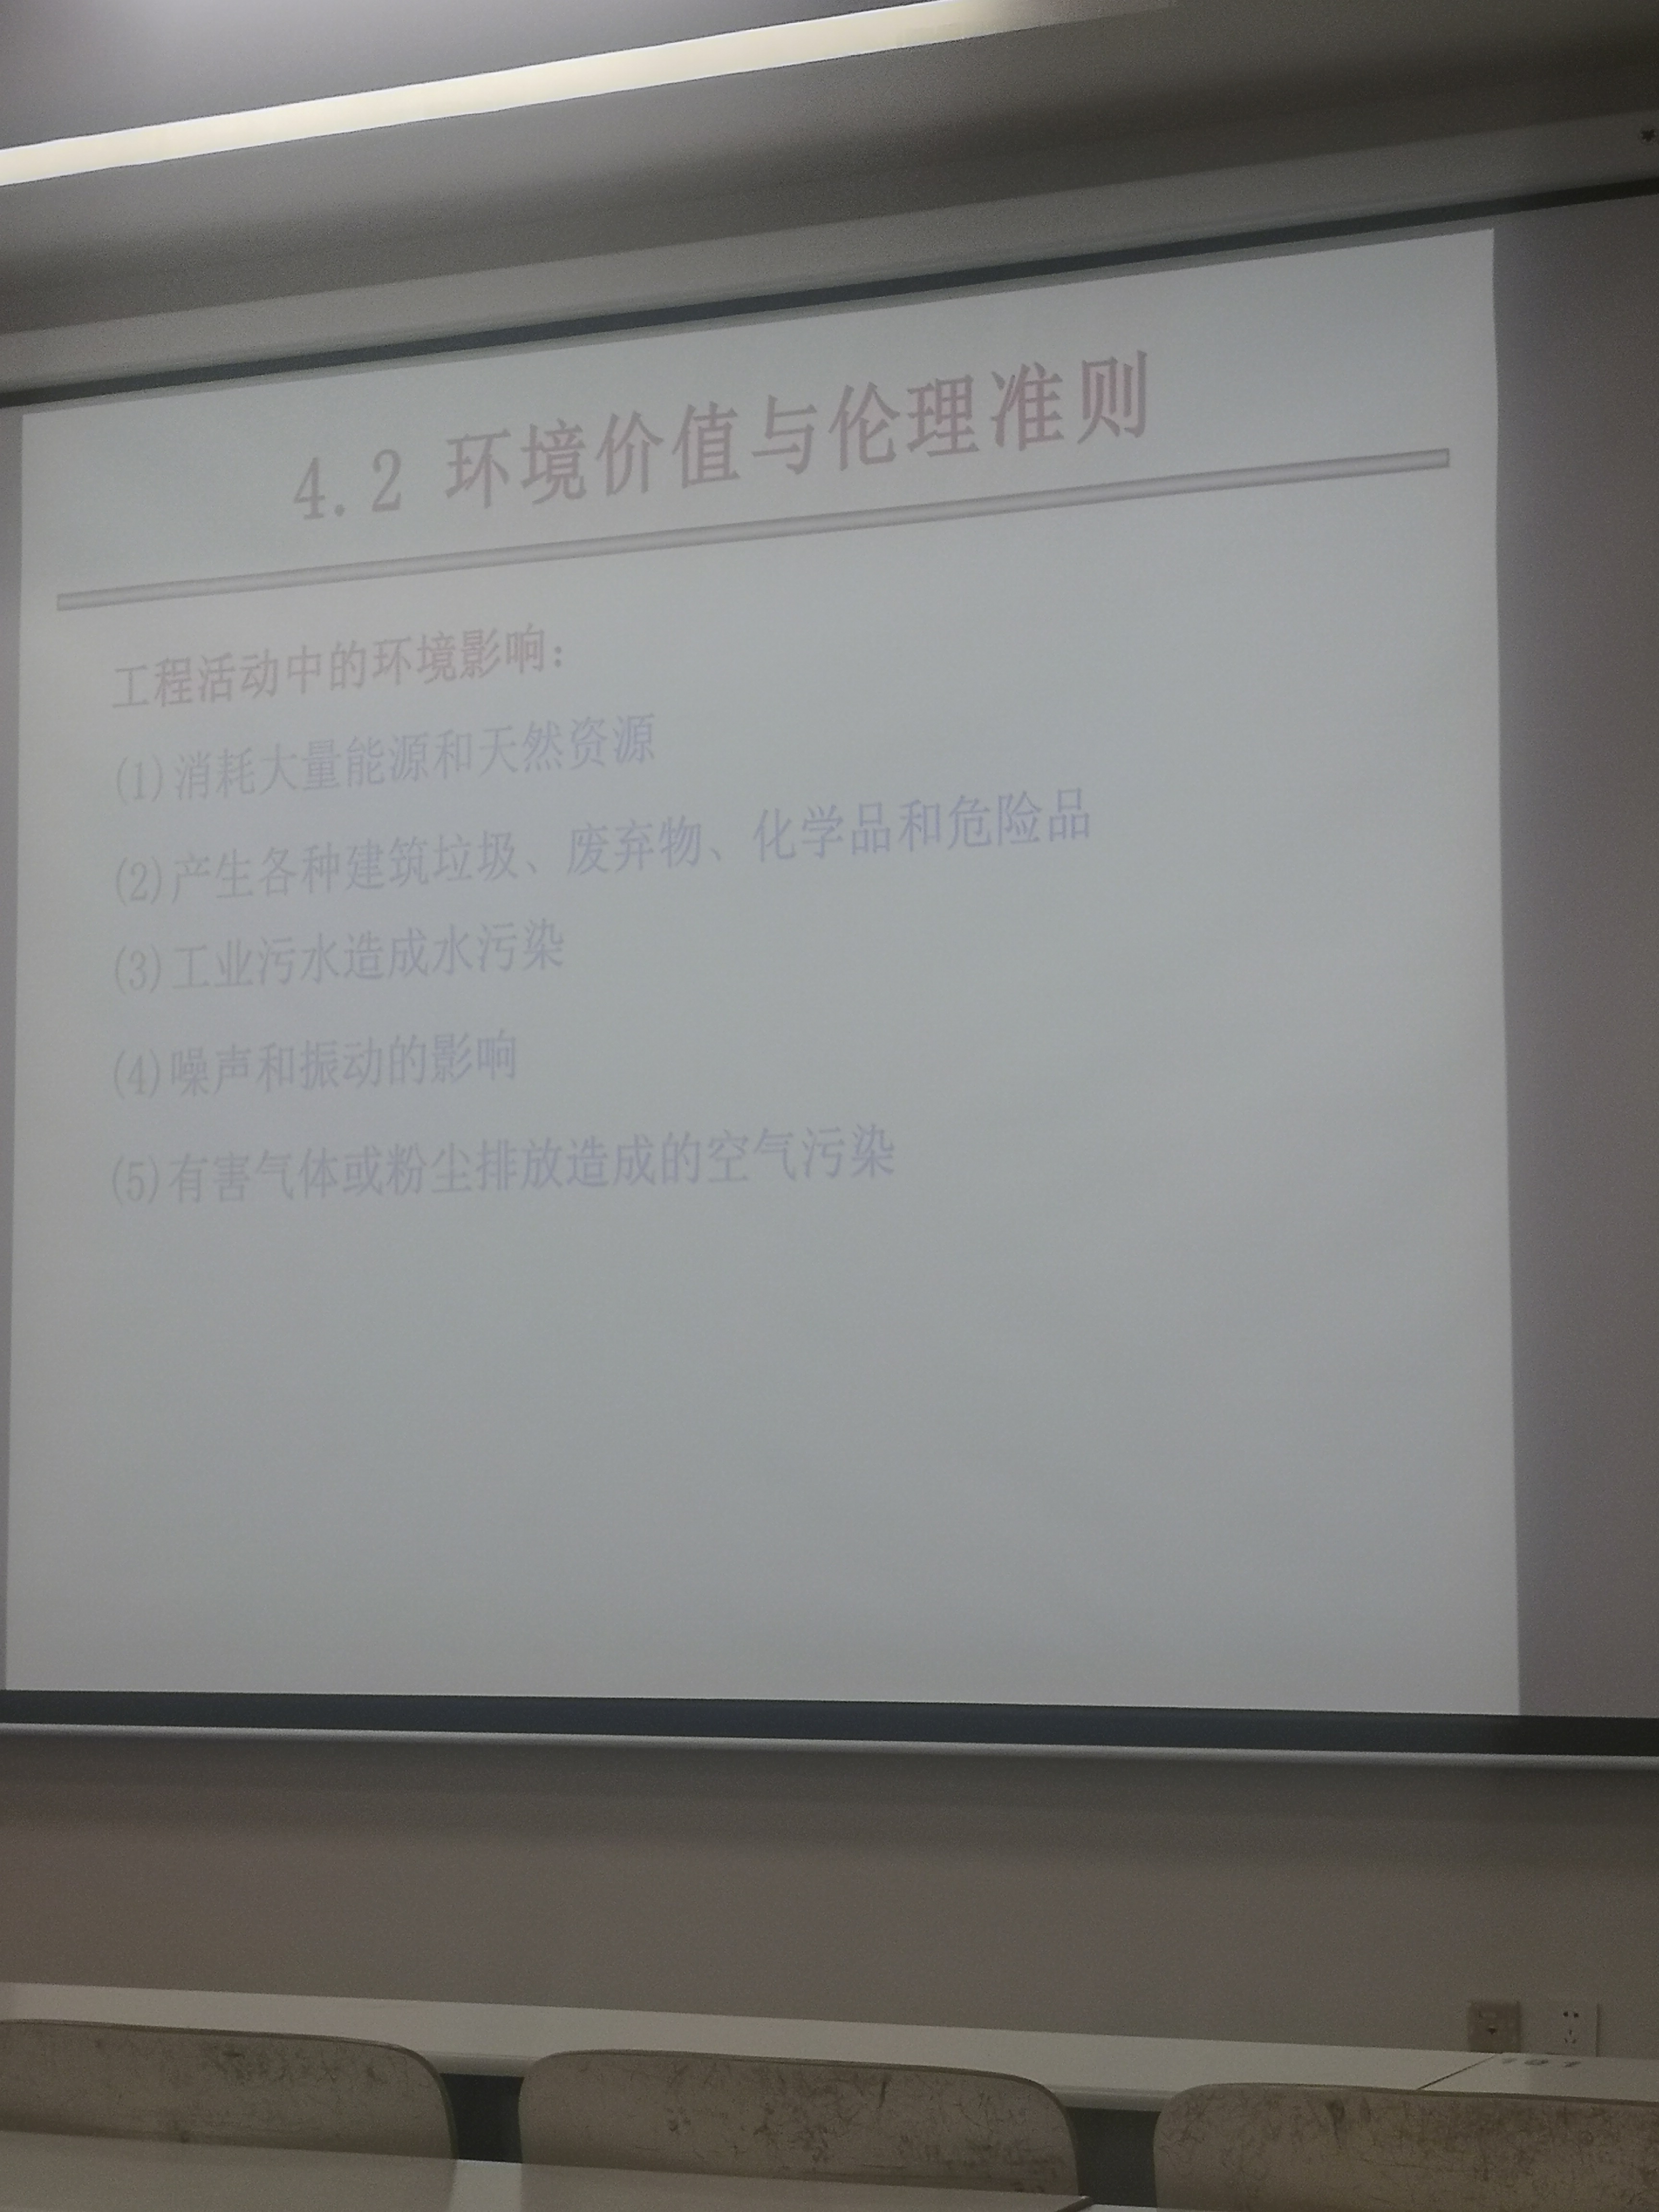 4.2 环境价值与伦理准则
工程活动中的环境影响：
(1)消耗大量能源和天然资源
(2)产生各种建筑垃圾、废弃物、化学品和危险品
(3)工业污水造成水污染
(4)噪声和振动的影响
(5)有害气体或粉尘排放造成的空气污染